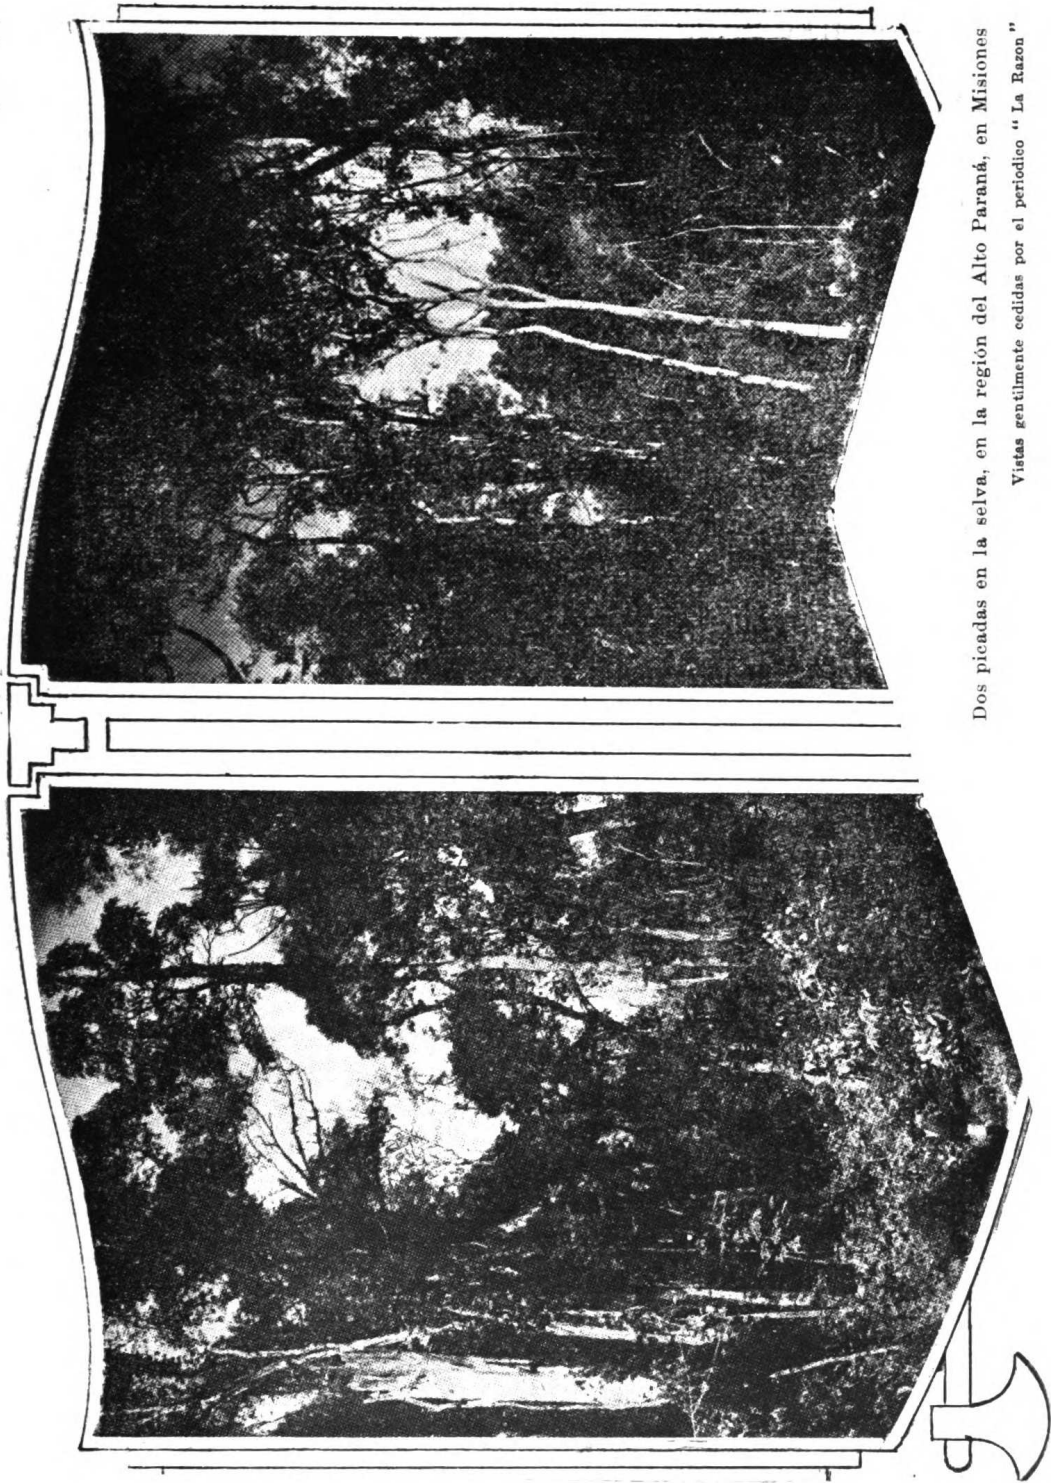 Dos picadas en la selva, en la región del Alto Paraná, en Misiones
Vistas gentilmente cedidas por el periodico “ La Razon ”